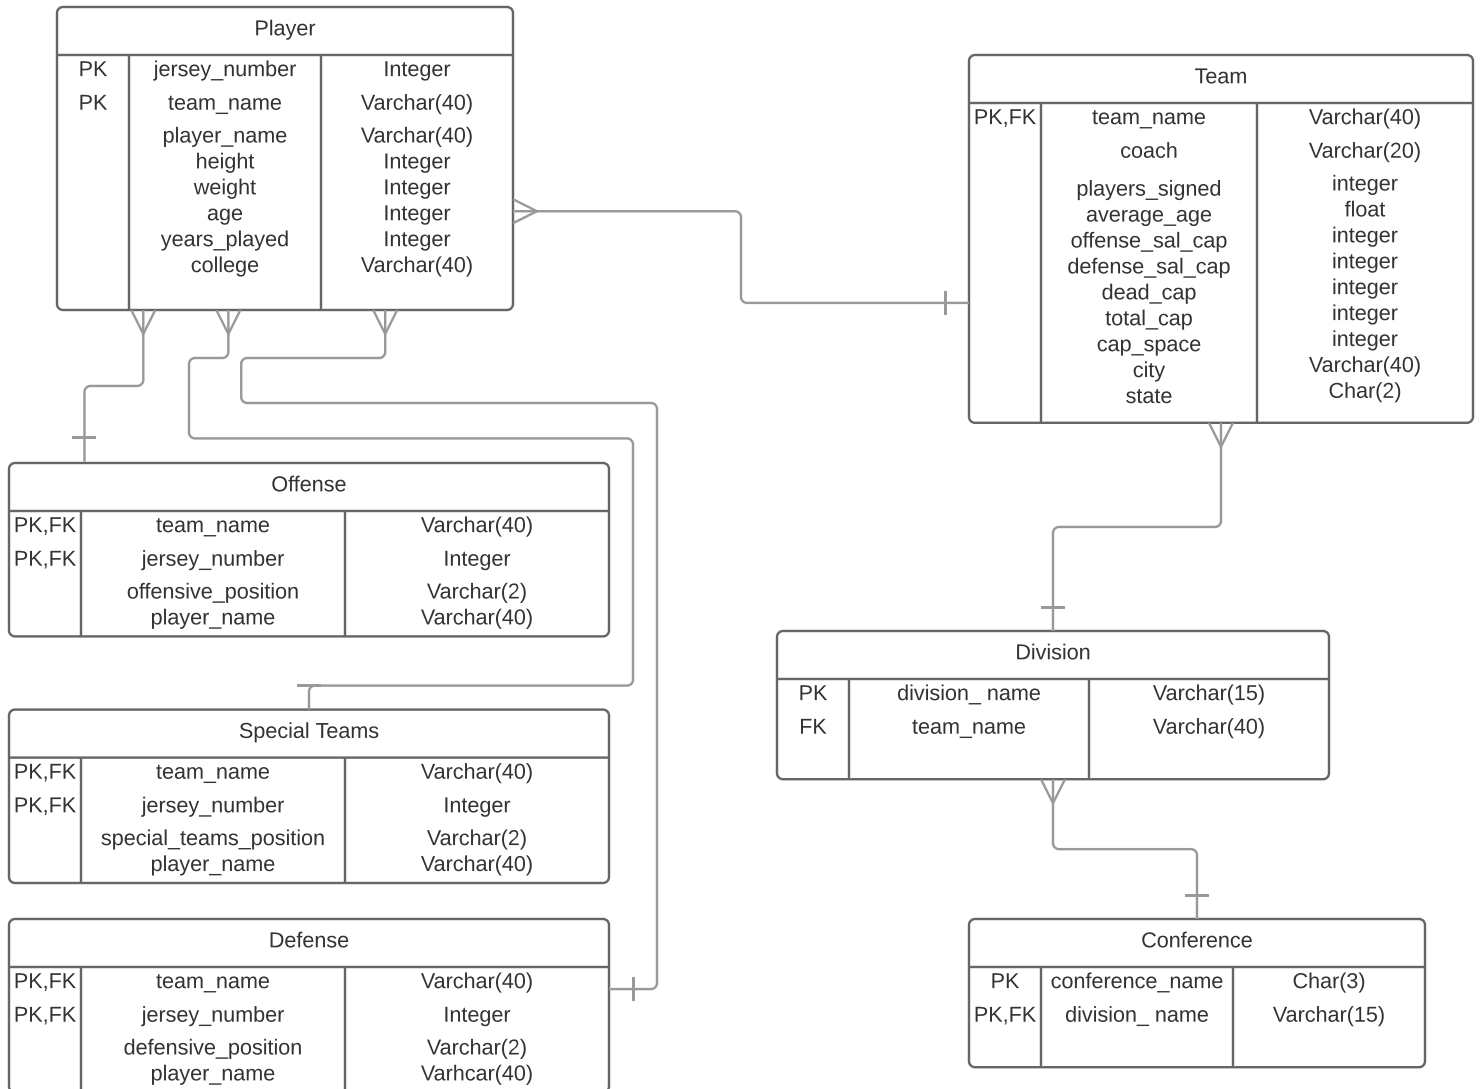 Player
PK jersey_number Integer
PK team_name Varchar(40)
player_name Varchar(40)
height Integer
weight Integer
age Integer
years_played Integer
college Varchar(40)
Team
PK,FK team_name Varchar(40)
coach Varchar(20)
players_signed integer
average_age float
offense_sal_cap integer
defense_sal_cap integer
dead_cap integer
total_cap integer
cap_space integer
city Varchar(40)
state Char(2)
Offense
PK,FK team_name Varchar(40)
PK,FK jersey_number Integer
offensive_position Varchar(2)
player_name Varchar(40)
Special Teams
PK,FK team_name Varchar(40)
PK,FK jersey_number Integer
special_teams_position Varchar(2)
player_name Varchar(40)
Defense
PK,FK team_name Varchar(40)
PK,FK jersey_number Integer
defensive_position Varchar(2)
player_name Varhcar(40)
Division
PK division_ name Varchar(15)
FK team_name Varchar(40)
Conference
PK conference_name Char(3)
PK,FK division_ name Varchar(15)